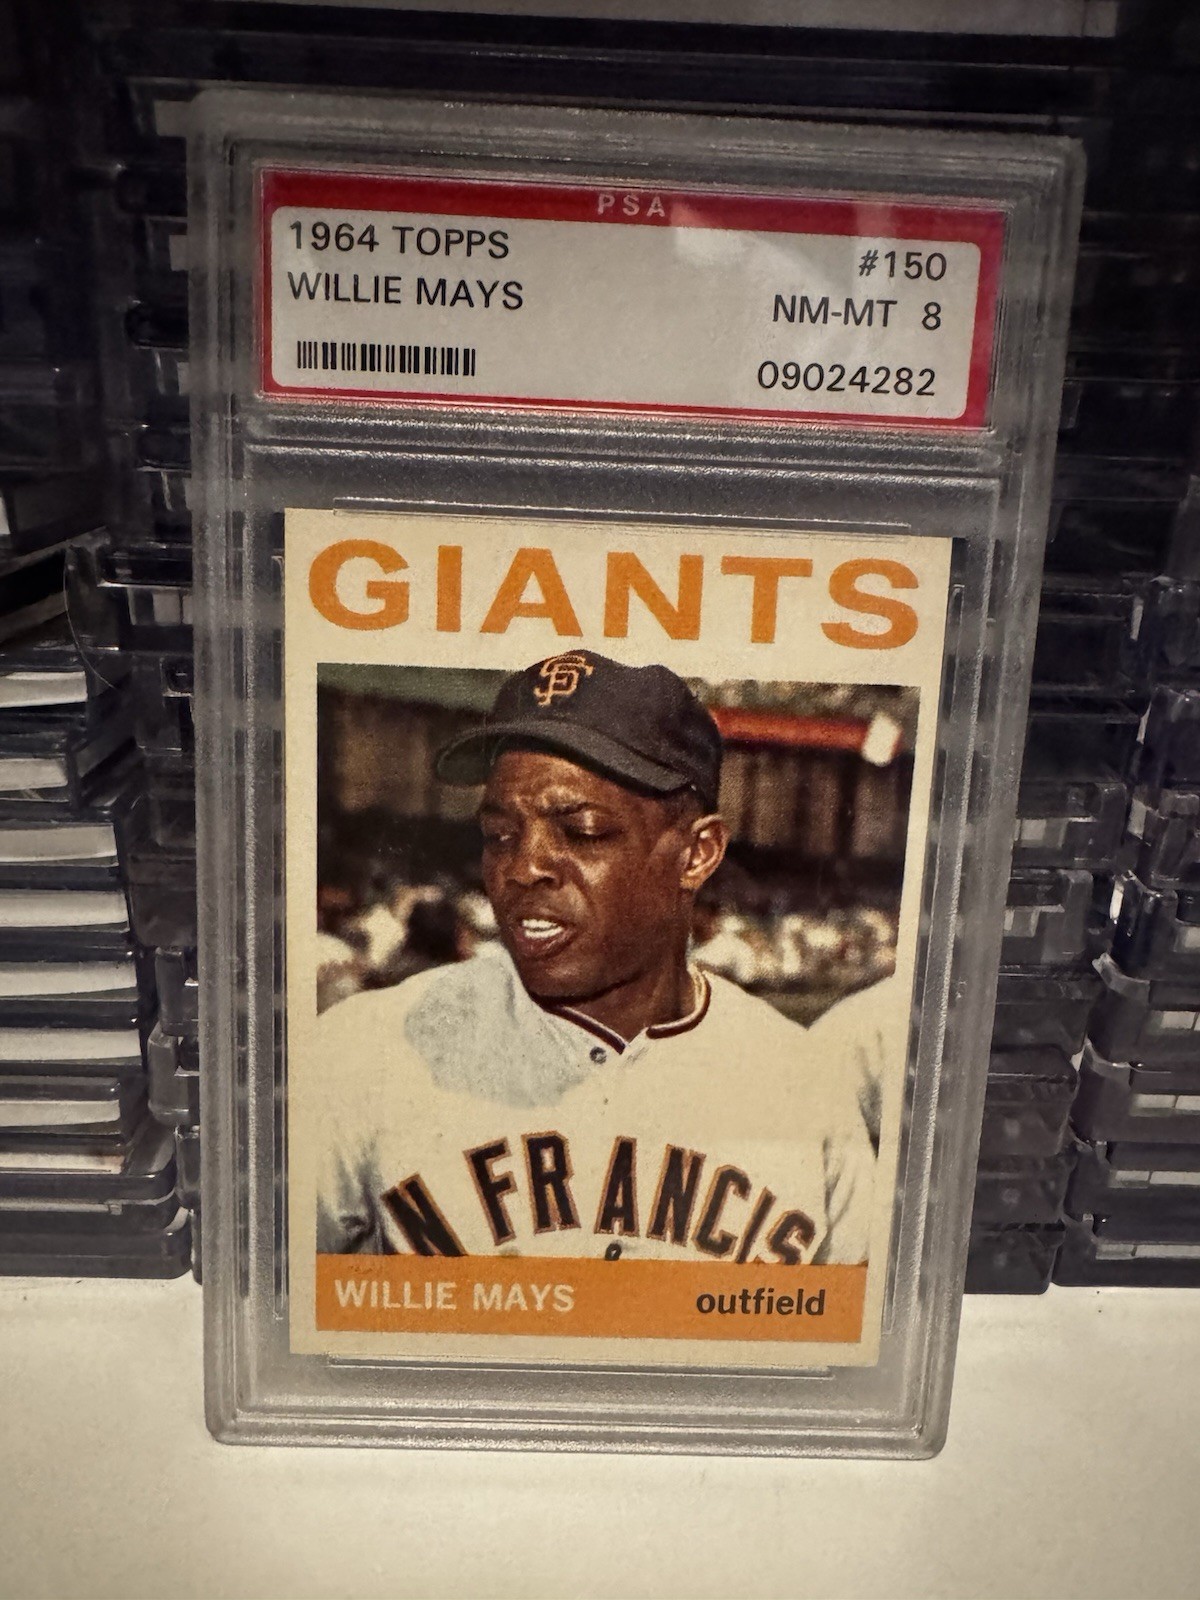 PSA
1964 TOPPS #150
WILLIE MAYS NM-MT 8
09024282
GIANTS
SF
N FRANCIS
WILLIE MAYS outfield